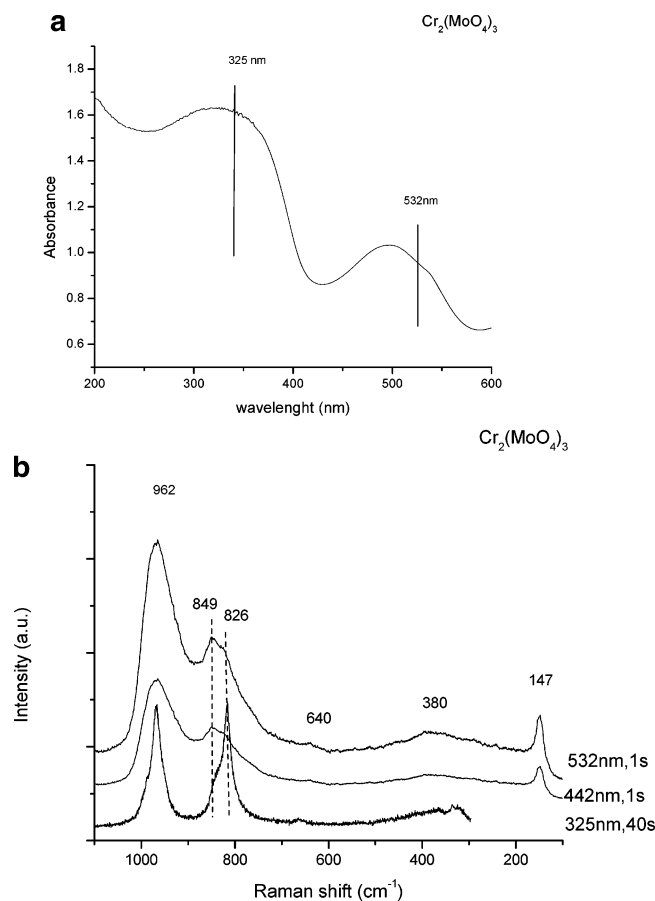 a
Cr₂(MoO₄)₃
325 nm
532nm
Absorbance
1.8
1.6
1.4
1.2
1.0
0.8
0.6
200 300 400 500 600
wavelenght (nm)
b
Cr₂(MoO₄)₃
962
849
826
640
380
147
Intensity (a.u.)
532nm,1s
442nm,1s
325nm,40s
1000 800 600 400 200
Raman shift (cm⁻¹)